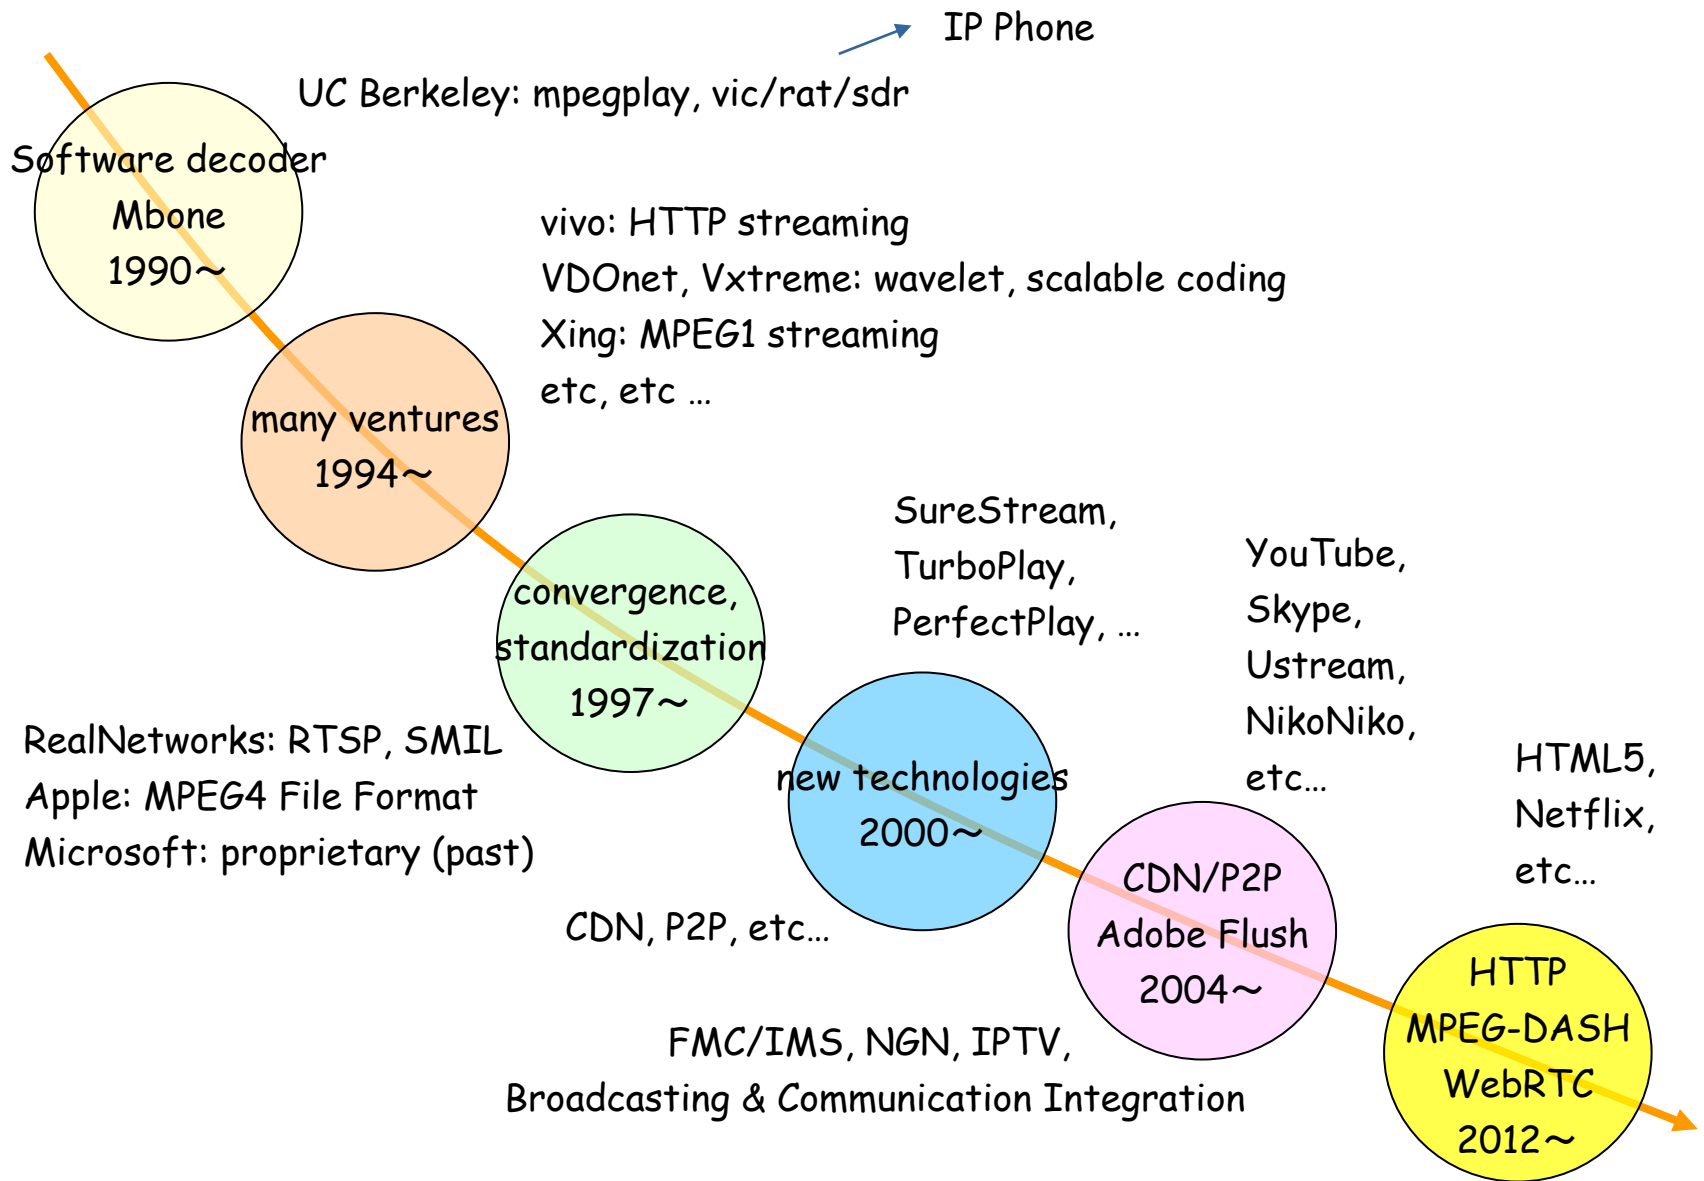 IP Phone
UC Berkeley: mpegplay, vic/rat/sdr
Software decoder
Mbone
1990～
vivo: HTTP streaming
VDOnet, Vxtreme: wavelet, scalable coding
Xing: MPEG1 streaming
etc, etc …
many ventures
1994～
convergence,
standardization
1997～
RealNetworks: RTSP, SMIL
Apple: MPEG4 File Format
Microsoft: proprietary (past)
SureStream,
TurboPlay,
PerfectPlay, …
new technologies
2000～
CDN, P2P, etc…
YouTube,
Skype,
Ustream,
NikoNiko,
etc…
CDN/P2P
Adobe Flush
2004～
FMC/IMS, NGN, IPTV,
Broadcasting & Communication Integration
HTML5,
Netflix,
etc…
HTTP
MPEG-DASH
WebRTC
2012～